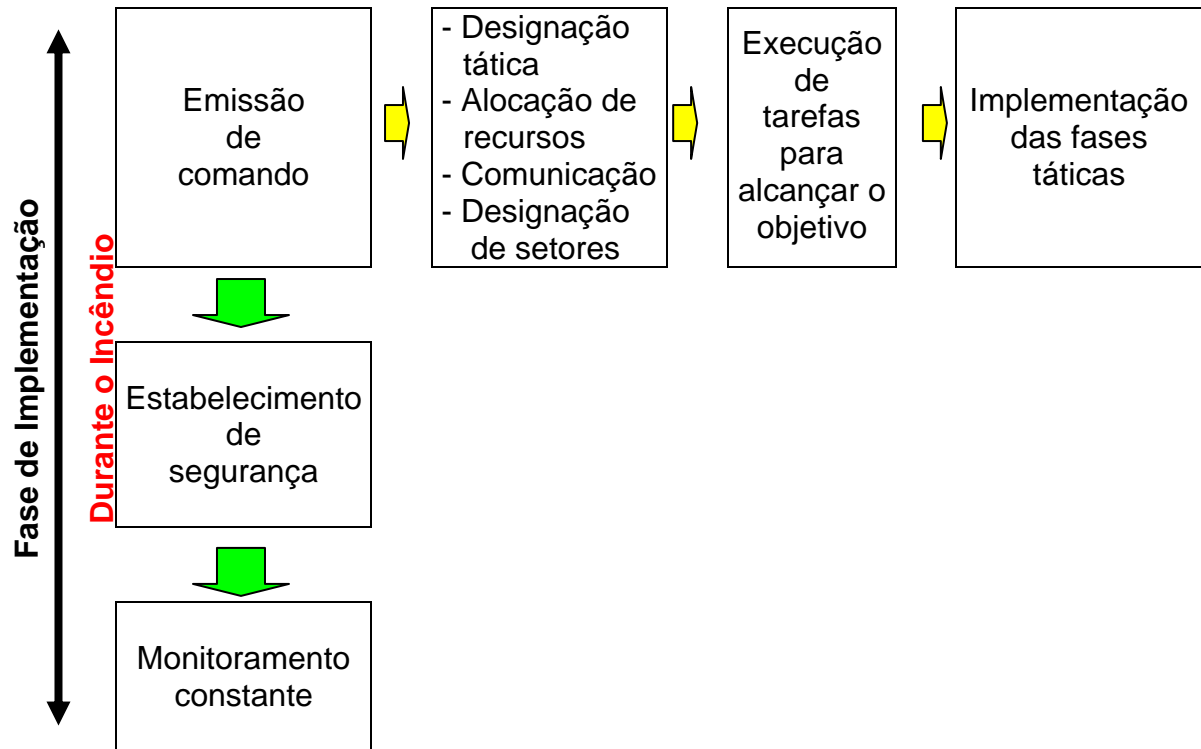 Fase de Implementação
Durante o Incêndio
Emissão
de
comando
- Designação
tática
- Alocação de
recursos
- Comunicação
- Designação
de setores
Execução
de
tarefas
para
alcançar o
objetivo
Implementação
das fases
táticas
Estabelecimento
de
segurança
Monitoramento
constante